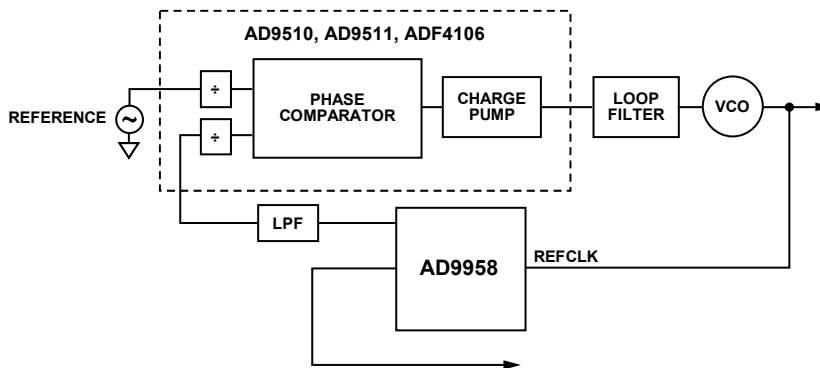 AD9510, AD9511, ADF4106
REFERENCE
÷
÷
PHASE
COMPARATOR
CHARGE
PUMP
LOOP
FILTER
VCO
LPF
AD9958
REFCLK